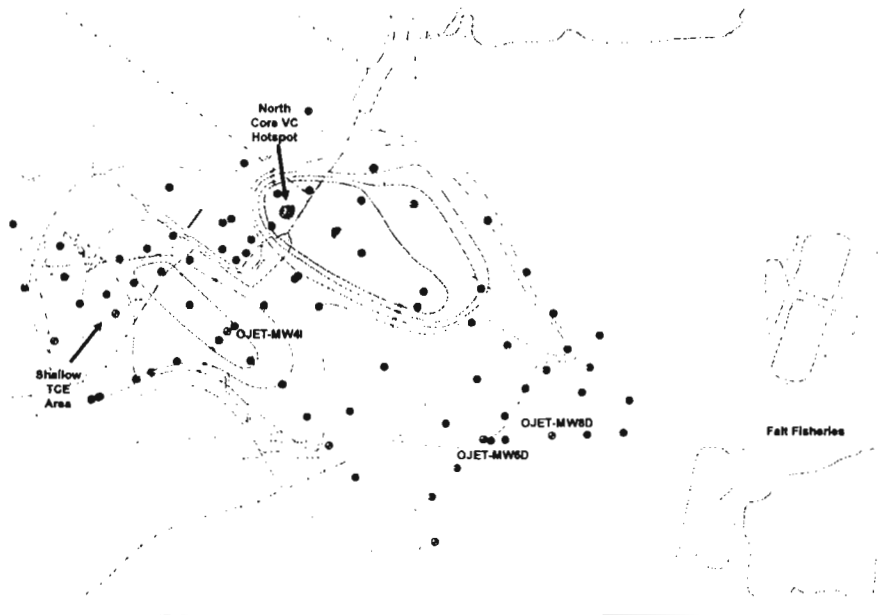 North
Core VC
Hotspot
OJET-MW4I
Shallow
TCE
Area
OJET-MW8D
OJET-MW6D
Falt Fisheries